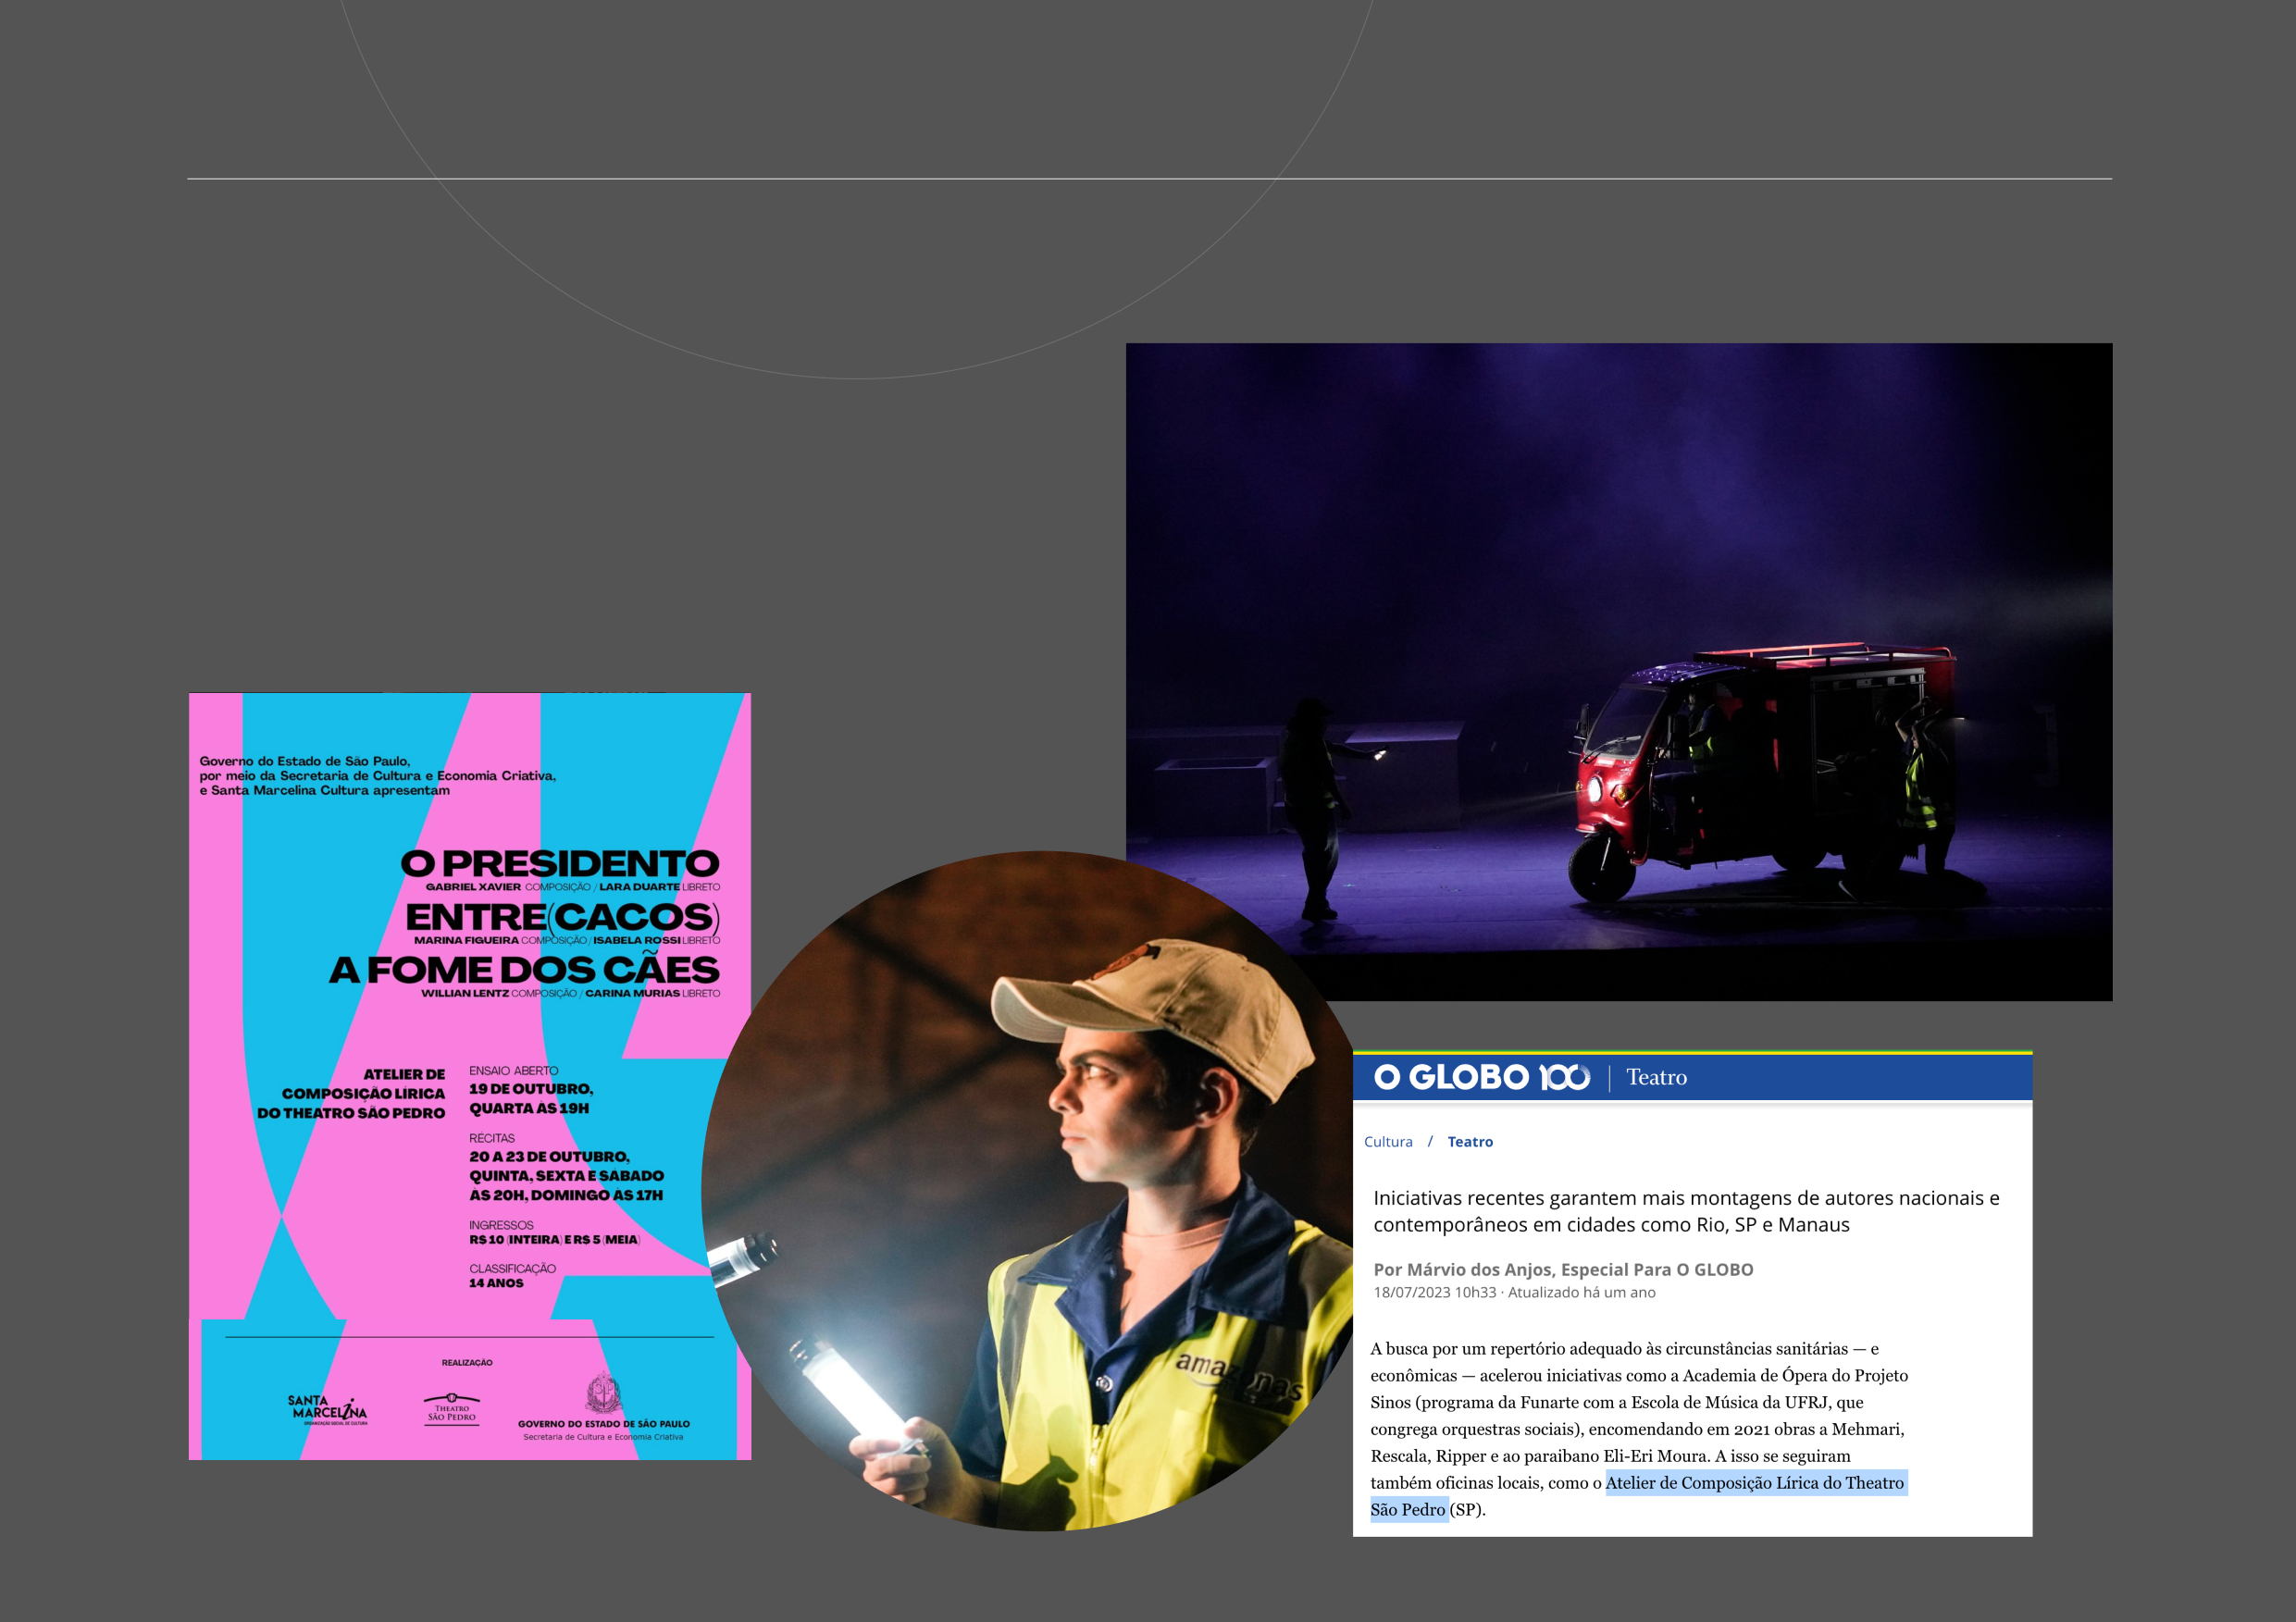 Governo do Estado de São Paulo,
por meio da Secretaria de Cultura e Economia Criativa,
e Santa Marcelina Cultura apresentam
O PRESIDENTO
GABRIEL XAVIER COMPOSIÇÃO / LARA DUARTE LIBRETO
ENTRE(CACOS)
MARINA FIGUEIRA COMPOSIÇÃO / ISABELA ROSSI LIBRETO
A FOME DOS CÃES
WILLIAN LENTZ COMPOSIÇÃO / CARINA MURIAS LIBRETO
ATELIER DE
COMPOSIÇÃO LÍRICA
DO THEATRO SÃO PEDRO
ENSAIO ABERTO
19 DE OUTUBRO,
QUARTA ÀS 19H
RÉCITAS
20 A 23 DE OUTUBRO,
QUINTA, SEXTA E SÁBADO
ÀS 20H, DOMINGO ÀS 17H
INGRESSOS
R$ 10 (INTEIRA) E R$ 5 (MEIA)
CLASSIFICAÇÃO
14 ANOS
REALIZAÇÃO
SANTA
MARCELINA
ORGANIZAÇÃO SOCIAL DE CULTURA
THEATRO
SÃO PEDRO
GOVERNO DO ESTADO DE SÃO PAULO
Secretaria de Cultura e Economia Criativa
amazonas
O GLOBO 100 | Teatro
Cultura / Teatro
Iniciativas recentes garantem mais montagens de autores nacionais e
contemporâneos em cidades como Rio, SP e Manaus
Por Márvio dos Anjos, Especial Para O GLOBO
18/07/2023 10h33 · Atualizado há um ano
A busca por um repertório adequado às circunstâncias sanitárias — e
econômicas — acelerou iniciativas como a Academia de Ópera do Projeto
Sinos (programa da Funarte com a Escola de Música da UFRJ, que
congrega orquestras sociais), encomendando em 2021 obras a Mehmari,
Rescala, Ripper e ao paraibano Eli-Eri Moura. A isso se seguiram
também oficinas locais, como o Atelier de Composição Lírica do Theatro
São Pedro (SP).